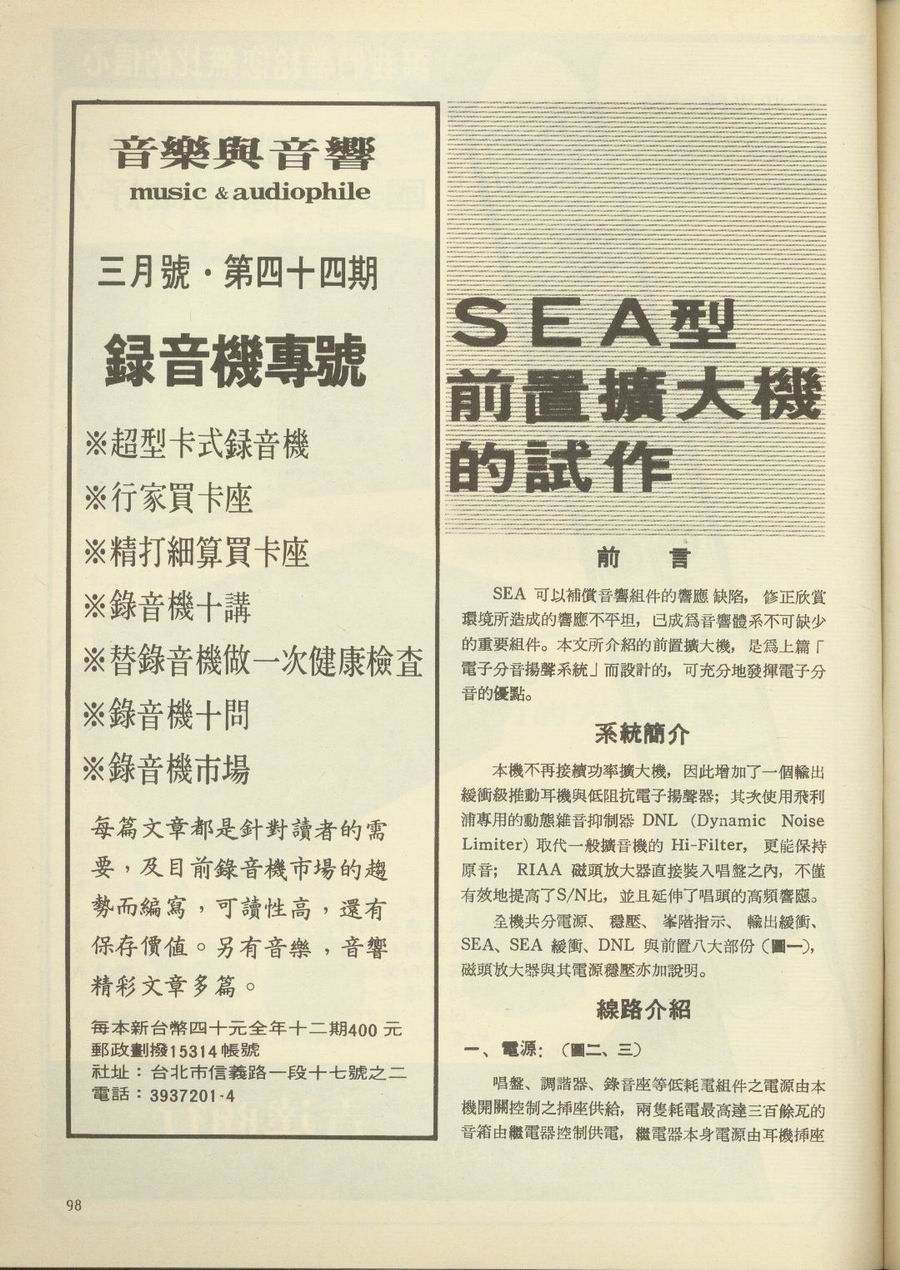 音樂與音響
music & audiophile
三月號・第四十四期
録音機專號
※超型卡式録音機
※行家買卡座
※精打細算買卡座
※錄音機十講
※替錄音機做一次健康檢查
※錄音機十問
※錄音機市場
每篇文章都是針對讀者的需
要，及目前錄音機市場的趨
勢而編寫，可讀性高，還有
保存價值。另有音樂，音響
精彩文章多篇。
每本新台幣四十元全年十二期400元
郵政劃撥15314帳號
社址：台北市信義路一段十七號之二
電話：3937201-4
SEA型
前置擴大機
的試作
前言
SEA 可以補償音響組件的響應缺陷，修正欣賞
環境所造成的響應不平坦，已成爲音響體系不可缺少
的重要組件。本文所介紹的前置擴大機，是爲上篇「
電子分音揚聲系統」而設計的，可充分地發揮電子分
音的優點。
系統簡介
本機不再接續功率擴大機，因此增加了一個輸出
緩衝級推動耳機與低阻抗電子揚聲器；其次使用飛利
浦專用的動態雜音抑制器 DNL (Dynamic Noise
Limiter) 取代一般擴音機的 Hi-Filter，更能保持
原音； RIAA 磁頭放大器直接裝入唱盤之內，不僅
有效地提高了S/N比，並且延伸了唱頭的高頻響應。
全機共分電源、穩壓、峯階指示、輸出緩衝、
SEA、SEA 緩衝、DNL 與前置八大部份（圖一），
磁頭放大器與其電源穩壓亦加說明。
線路介紹
一、電源：（圖二、三）
唱盤、調諧器、錄音座等低耗電組件之電源由本
機開關控制之揷座供給，兩隻耗電最高達三百餘瓦的
音箱由繼電器控制供電，繼電器本身電源由耳機揷座
98